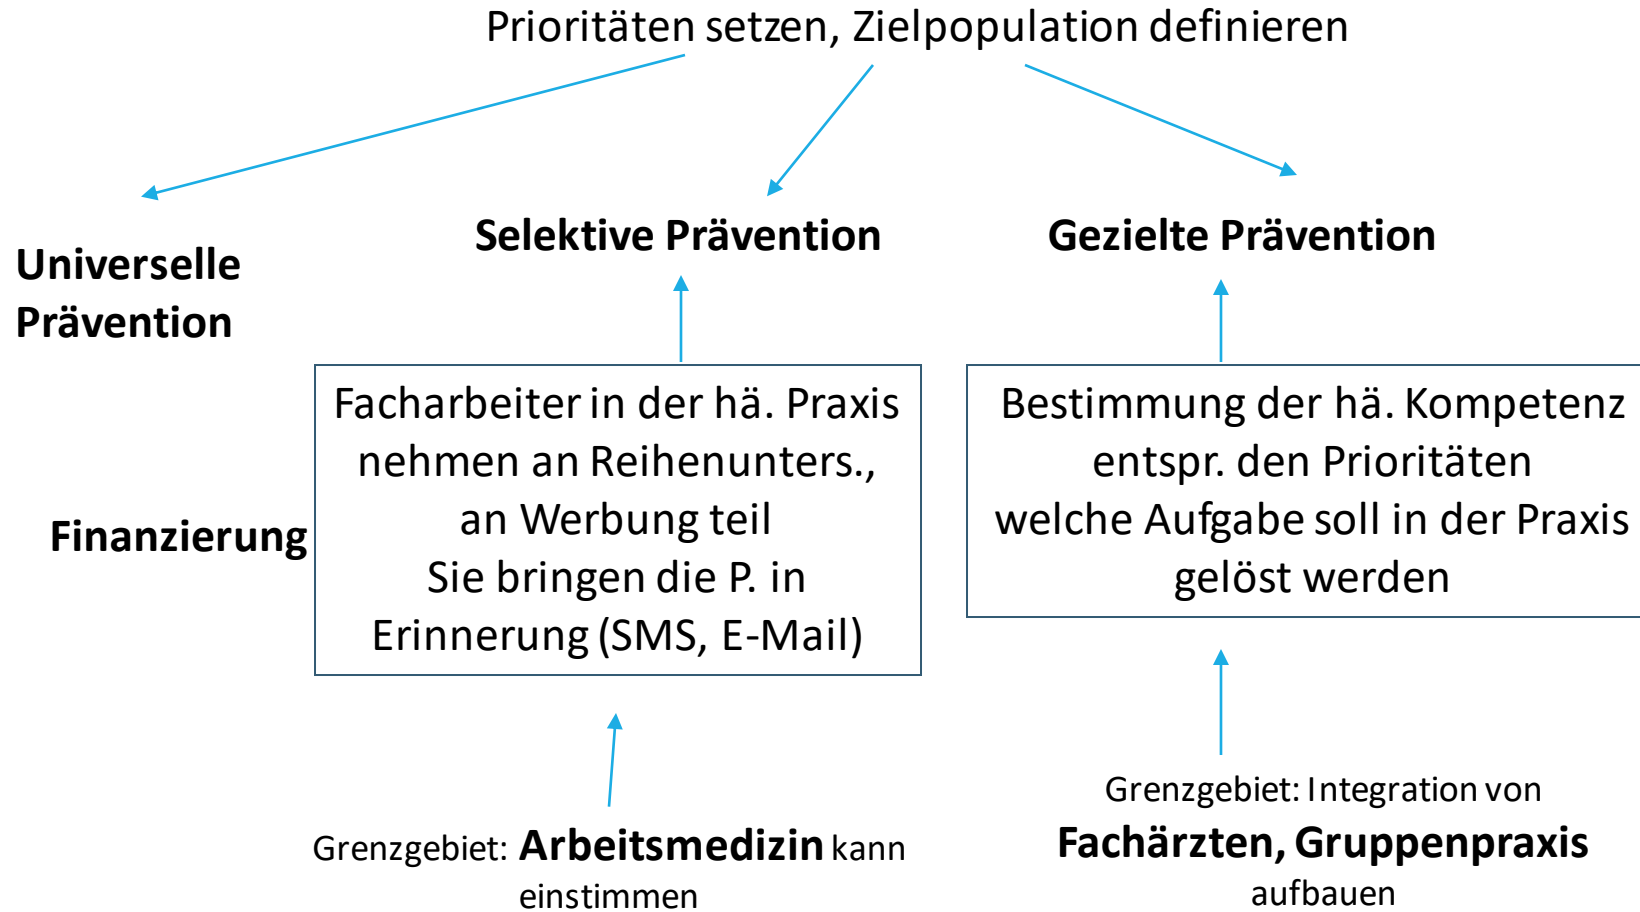 Prioritäten setzen, Zielpopulation definieren
Universelle
Prävention
Selektive Prävention
Gezielte Prävention
Finanzierung
Facharbeiter in der hä. Praxis
nehmen an Reihenunters.,
an Werbung teil
Sie bringen die P. in
Erinnerung (SMS, E-Mail)
Bestimmung der hä. Kompetenz
entspr. den Prioritäten
welche Aufgabe soll in der Praxis
gelöst werden
Grenzgebiet: Arbeitsmedizin kann
einstimmen
Grenzgebiet: Integration von
Fachärzten, Gruppenpraxis
aufbauen